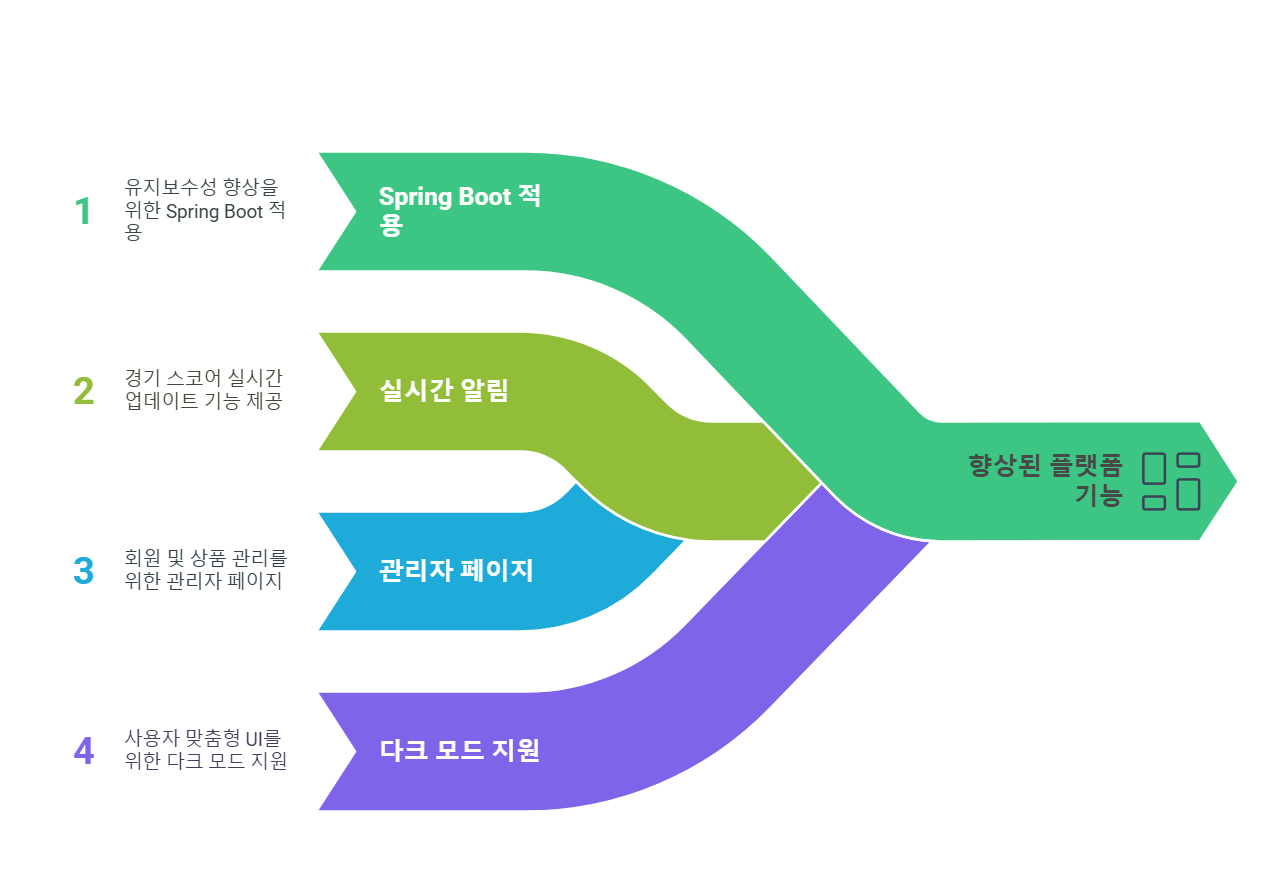 1
유지보수성 향상을
위한 Spring Boot 적
용
Spring Boot 적
용
2
경기 스코어 실시간
업데이트 기능 제공
실시간 알림
향상된 플랫폼
기능
3
회원 및 상품 관리를
위한 관리자 페이지
관리자 페이지
4
사용자 맞춤형 UI를
위한 다크 모드 지원
다크 모드 지원